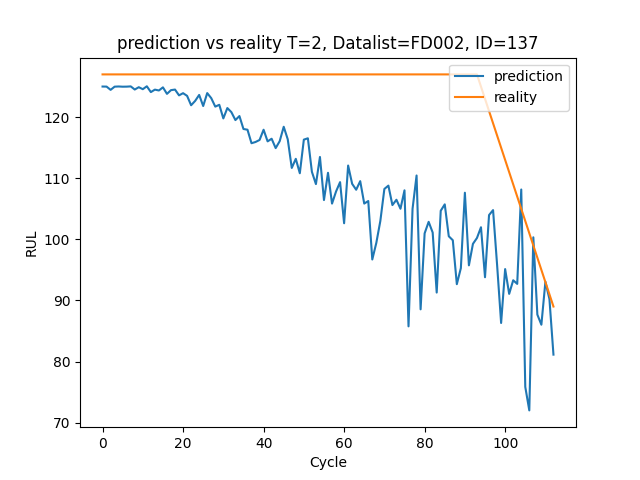 prediction vs reality T=2, Datalist=FD002, ID=137
prediction
reality
120
110
100
90
80
70
RUL
0 20 40 60 80 100
Cycle